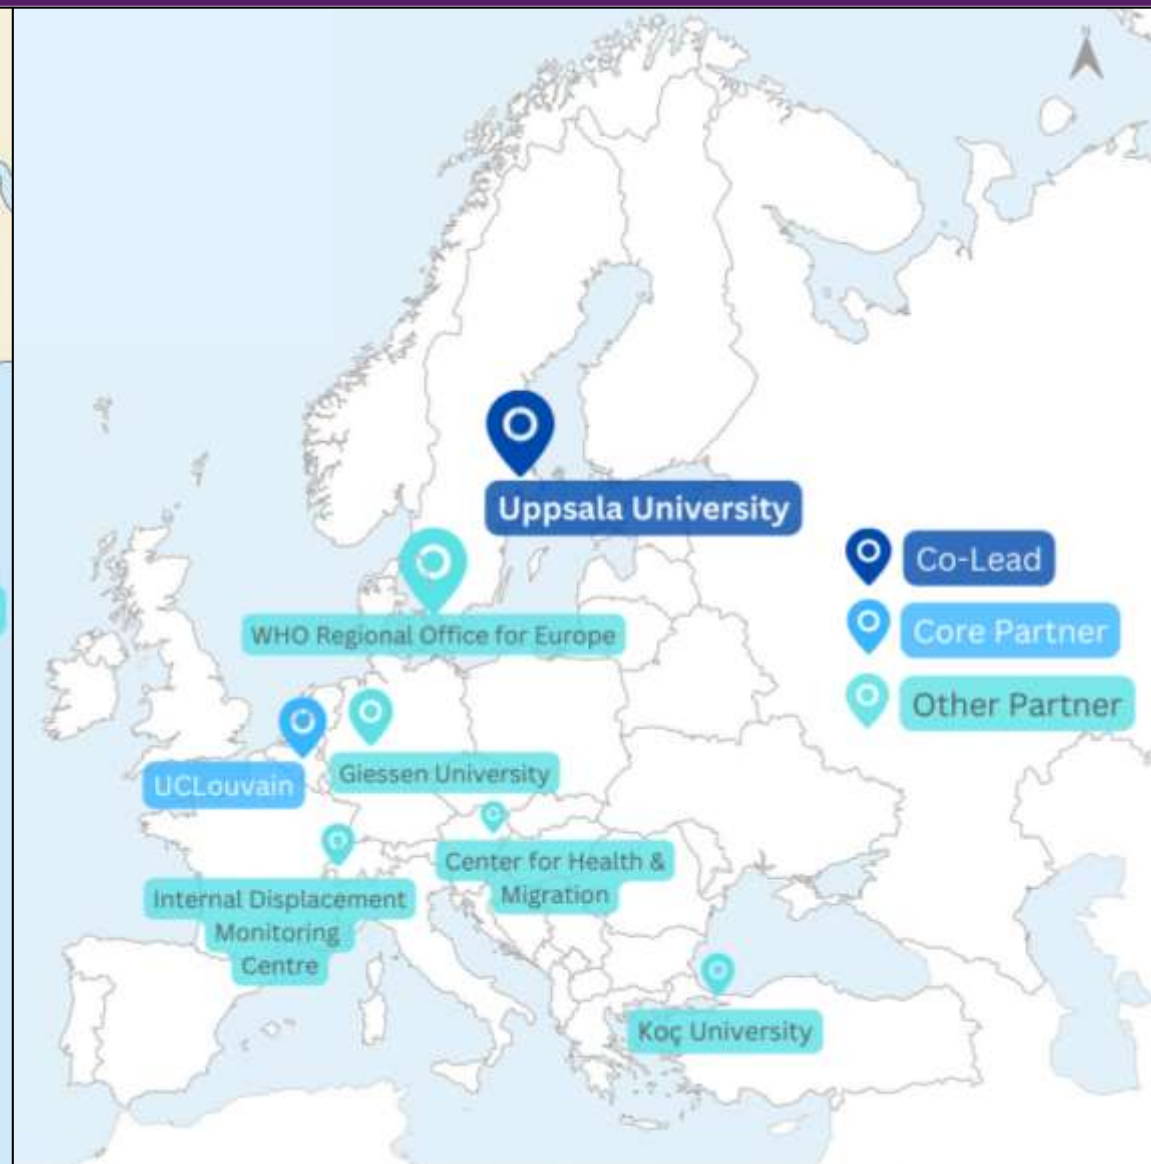 N
Uppsala University
Co-Lead
Core Partner
Other Partner
WHO Regional Office for Europe
UCLouvain
Giessen University
Center for Health &
Migration
Internal Displacement
Monitoring
Centre
Koç University